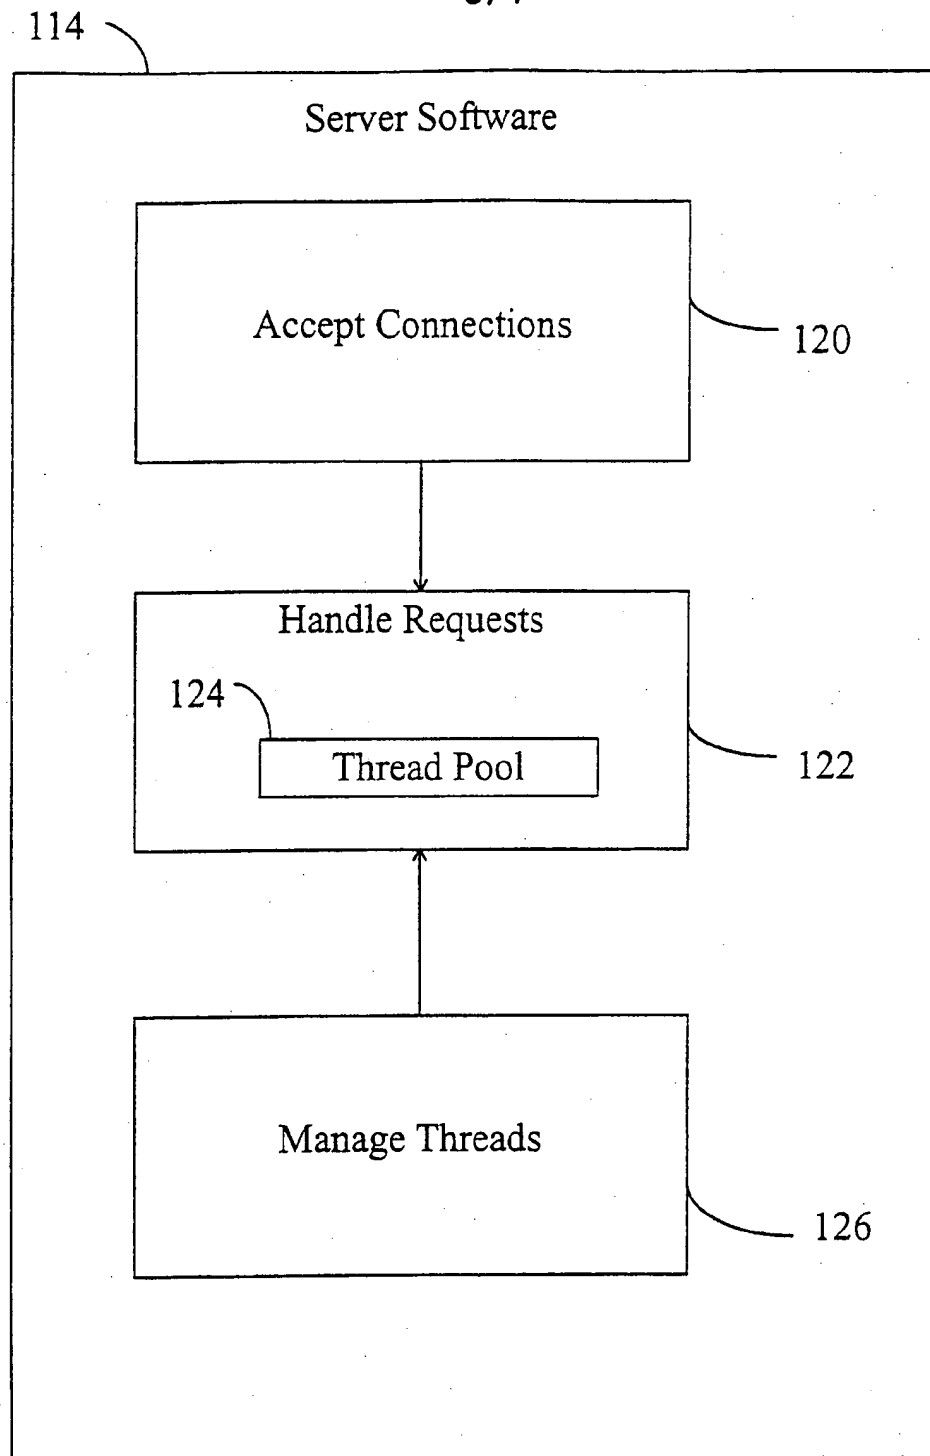 114
Server Software
Accept Connections
120
Handle Requests
124
Thread Pool
122
Manage Threads
126